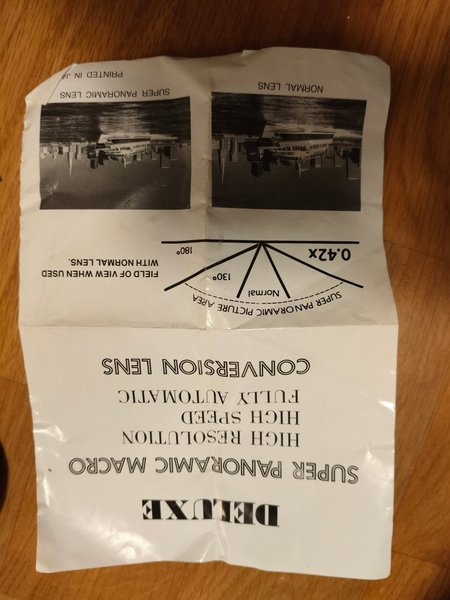 DELUXE
SUPER PANORAMIC MACRO
HIGH RESOLUTION
HIGH SPEED
FULLY AUTOMATIC
CONVERSION LENS
SUPER PANORAMIC PICTURE AREA
Normal
130°
180°
0.42x
FIELD OF VIEW WHEN USED
WITH NORMAL LENS.
NORMAL LENS
SUPER PANORAMIC LENS
PRINTED IN